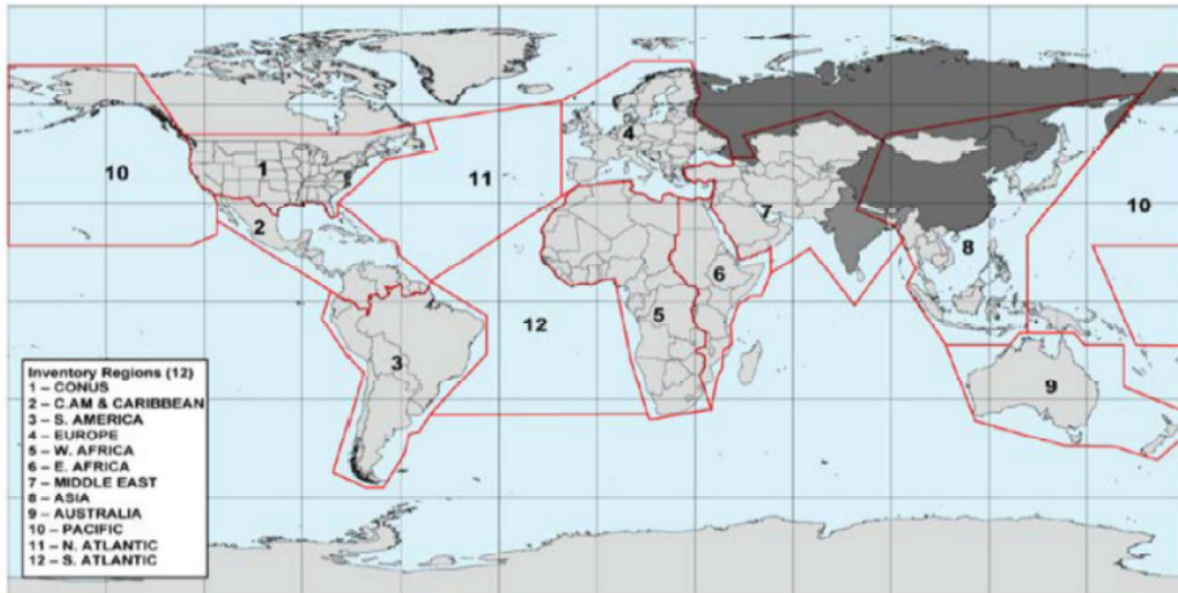 10
1
11
4
2
7
10
8
6
5
12
3
9
Inventory Regions (12)
1 – CONUS
2 – C.AM & CARIBBEAN
3 – S. AMERICA
4 – EUROPE
5 – W. AFRICA
6 – E. AFRICA
7 – MIDDLE EAST
8 – ASIA
9 – AUSTRALIA
10 – PACIFIC
11 – N. ATLANTIC
12 – S. ATLANTIC